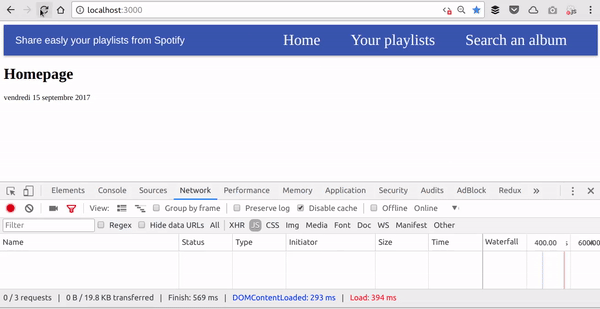 localhost:3000
Share easly your playlists from Spotify Home Your playlists Search an album
Homepage
vendredi 15 septembre 2017
Elements Console Sources Network Performance Memory Application Security Audits AdBlock Redux »
View: Group by frame Preserve log Disable cache Offline Online
Filter Regex Hide data URLs All XHR JS CSS Img Media Font Doc WS Manifest Other
Name Status Type Initiator Size Time Waterfall 400.00
0 / 3 requests | 0 B / 19.8 KB transferred | Finish: 569 ms | DOMContentLoaded: 293 ms | Load: 394 ms